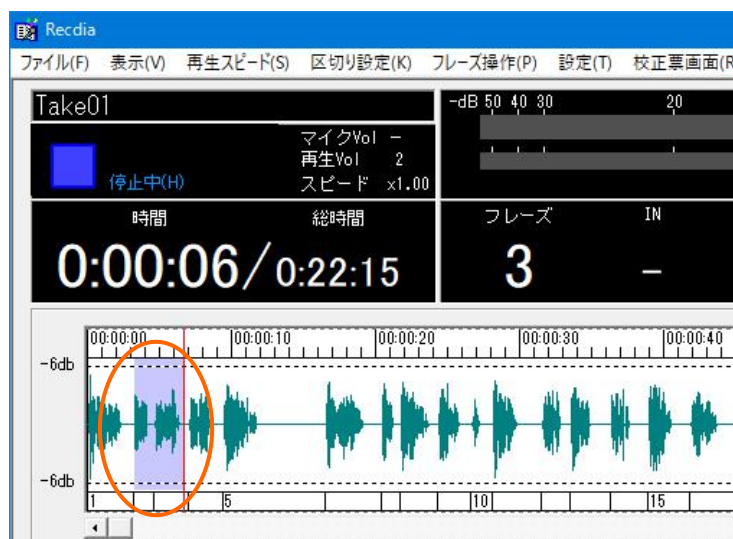 Recdia
ファイル(F) 表示(V) 再生スピード(S) 区切り設定(K) フレーズ操作(P) 設定(T) 校正票画面(R
Take01
-dB 50 40 30 20
マイクVol −
再生Vol 2
停止中(H)
スピード x1.00
時間 総時間
フレーズ IN
0:00:06/0:22:15
3 −
00:00:00 00:00:10 00:00:20 00:00:30 00:00:40
-6db
-6db
1 5 10 15